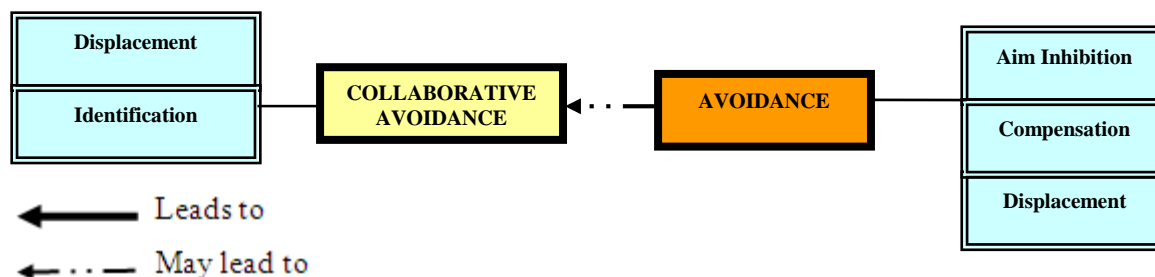 Displacement
Identification
COLLABORATIVE
AVOIDANCE
AVOIDANCE
Aim Inhibition
Compensation
Displacement
Leads to
May lead to